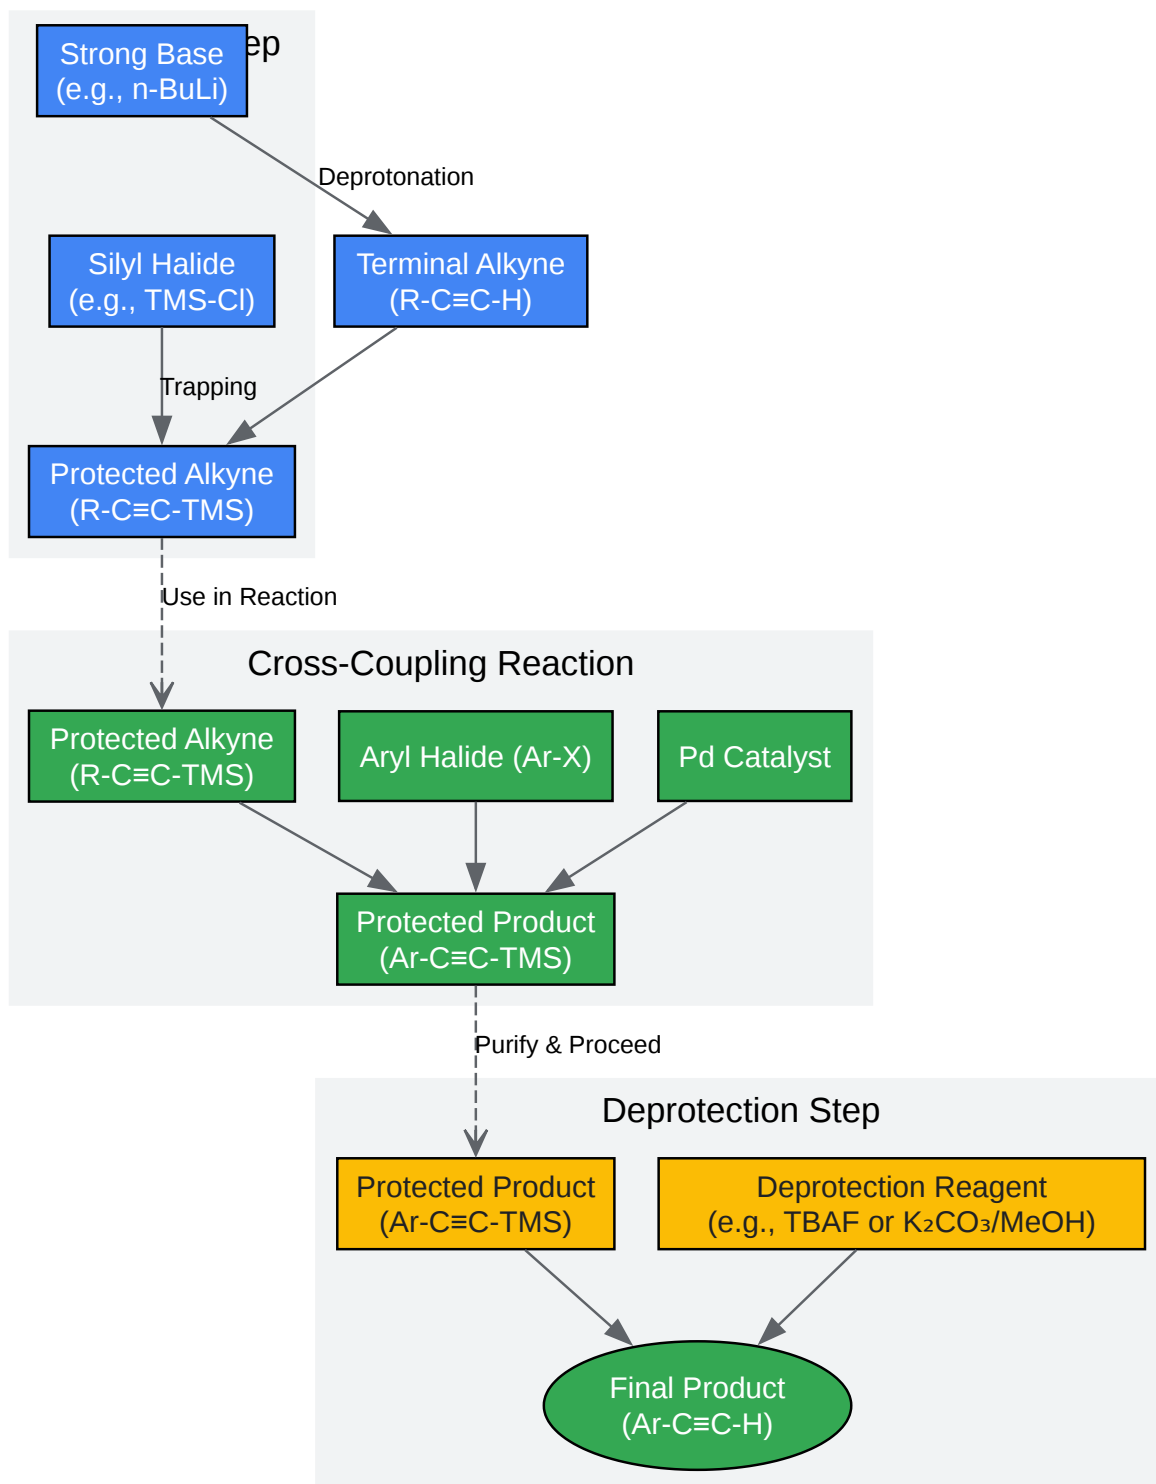 Strong Base
(e.g., n-BuLi)
ep
Deprotonation
Silyl Halide
(e.g., TMS-Cl)
Terminal Alkyne
(R-C≡C-H)
Trapping
Protected Alkyne
(R-C≡C-TMS)
Use in Reaction
Cross-Coupling Reaction
Protected Alkyne
(R-C≡C-TMS)
Aryl Halide (Ar-X)
Pd Catalyst
Protected Product
(Ar-C≡C-TMS)
Purify & Proceed
Deprotection Step
Protected Product
(Ar-C≡C-TMS)
Deprotection Reagent
(e.g., TBAF or K₂CO₃/MeOH)
Final Product
(Ar-C≡C-H)